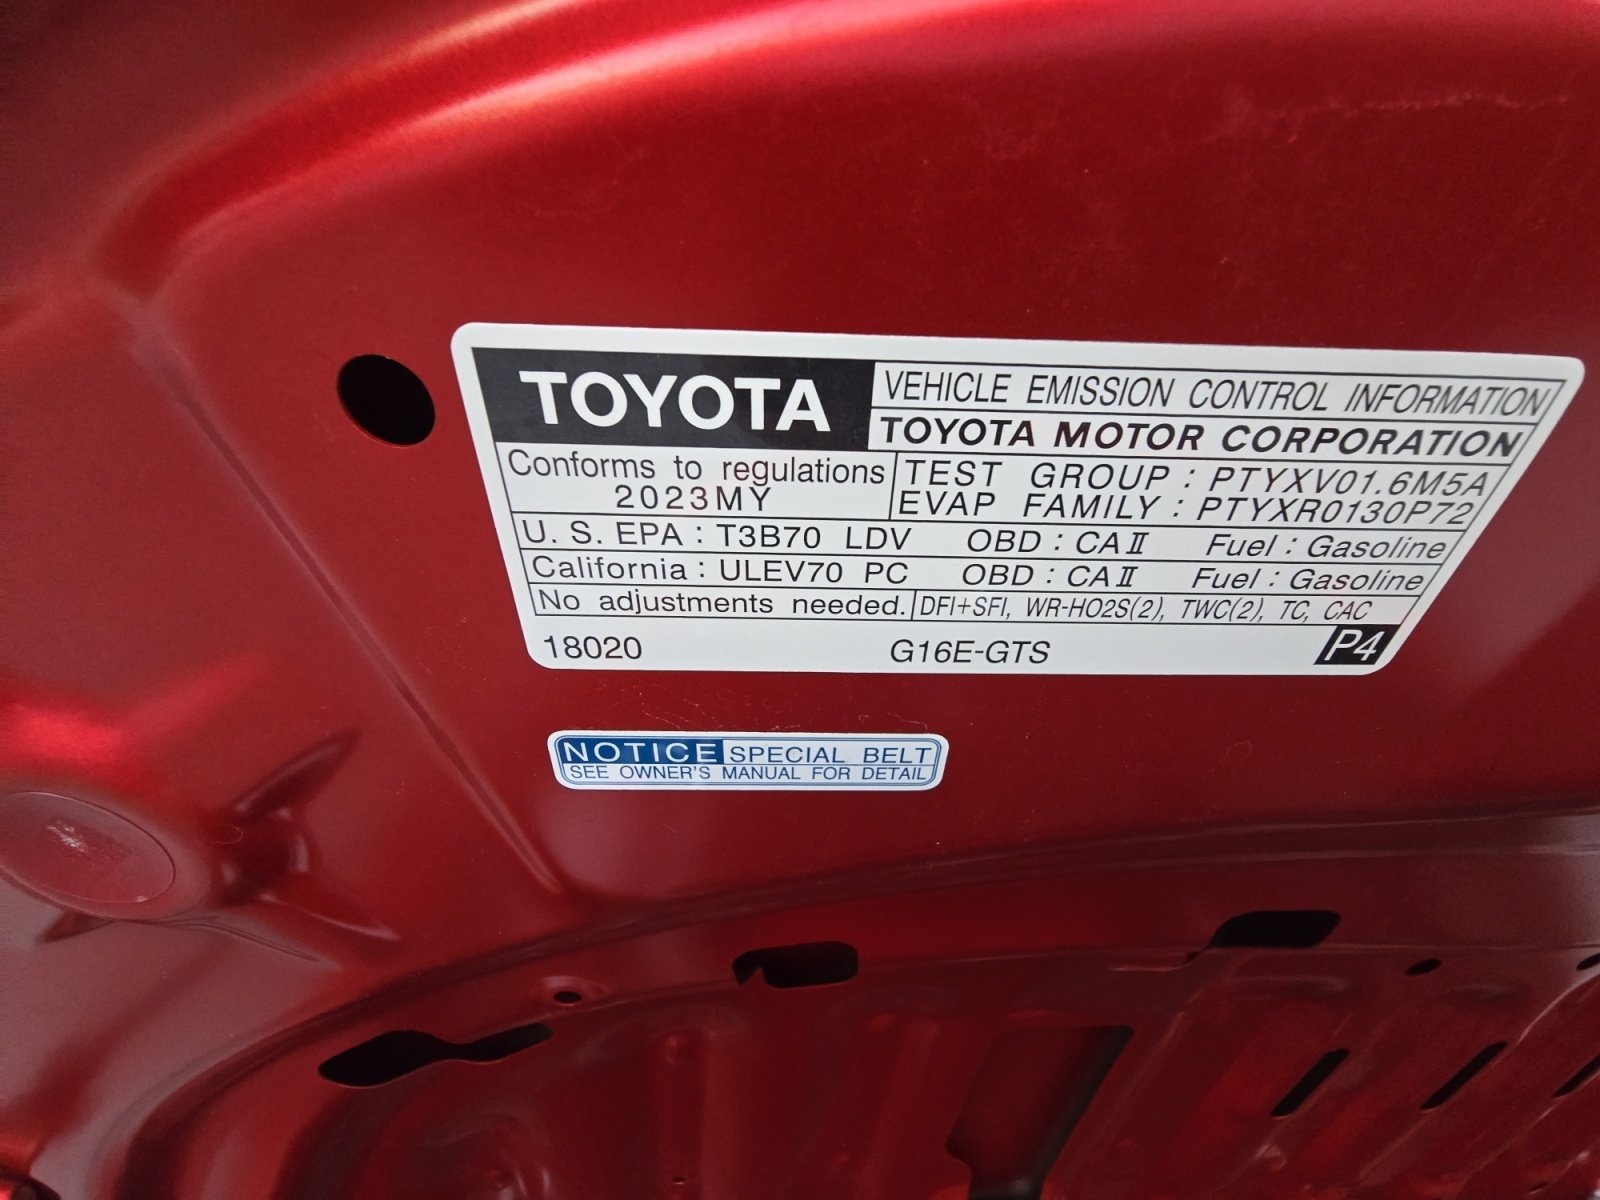 TOYOTA
VEHICLE EMISSION CONTROL INFORMATION
TOYOTA MOTOR CORPORATION
Conforms to regulations
2023MY
TEST GROUP : PTYXV01.6M5A
EVAP FAMILY : PTYXR0130P72
U. S. EPA : T3B70 LDV OBD : CAⅡ Fuel : Gasoline
California : ULEV70 PC OBD : CAⅡ Fuel : Gasoline
No adjustments needed. DFI+SFI, WR-HO2S(2), TWC(2), TC, CAC
18020 G16E-GTS P4
NOTICE SPECIAL BELT
SEE OWNER'S MANUAL FOR DETAIL